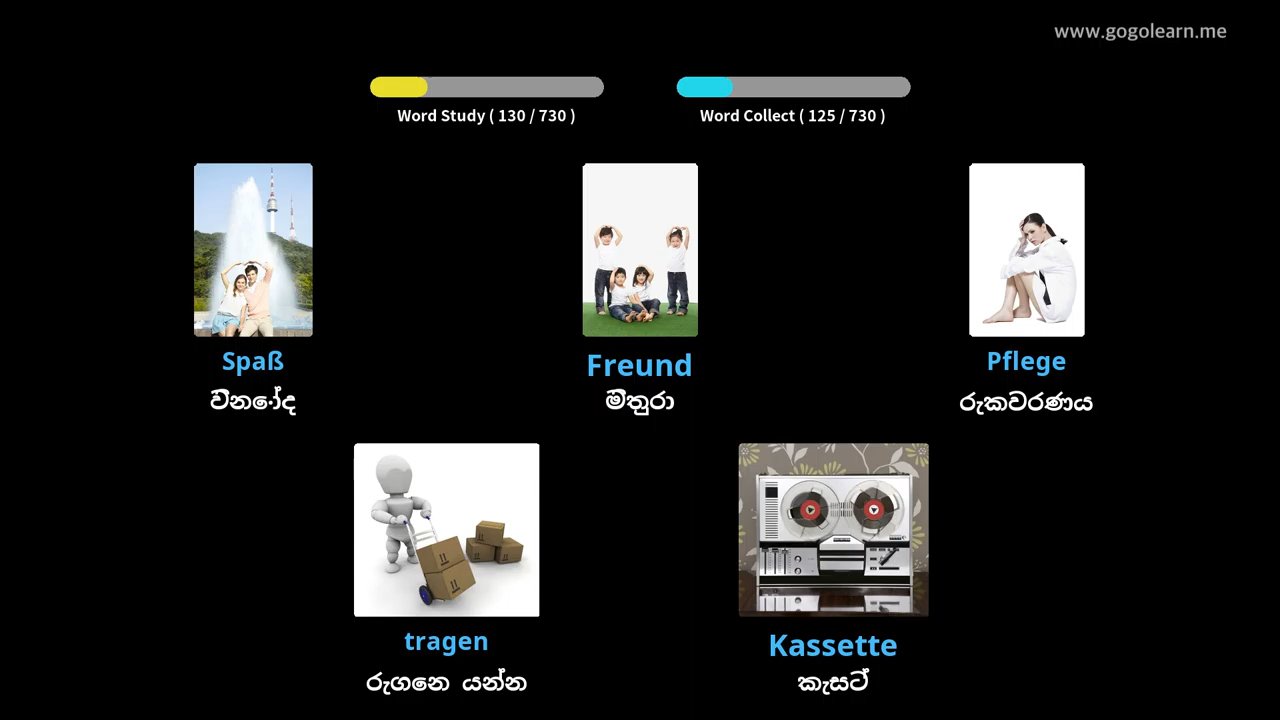 www.gogolearn.me
Word Study ( 130 / 730 )
Word Collect ( 125 / 730 )
Spaß
Freund
Pflege
විනෝද
මිතුරා
රැකවරණය
tragen
Kassette
රැගෙන යන්න
කැසට්